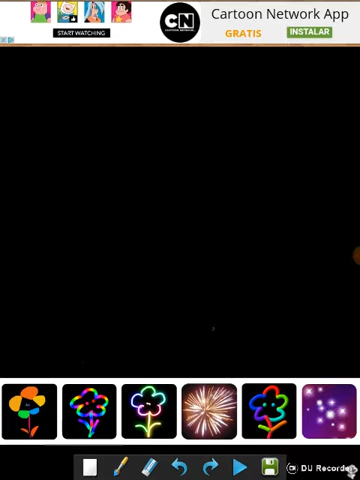 Cartoon Network App
START WATCHING
CN
GRATIS
INSTALAR
DU Recorder